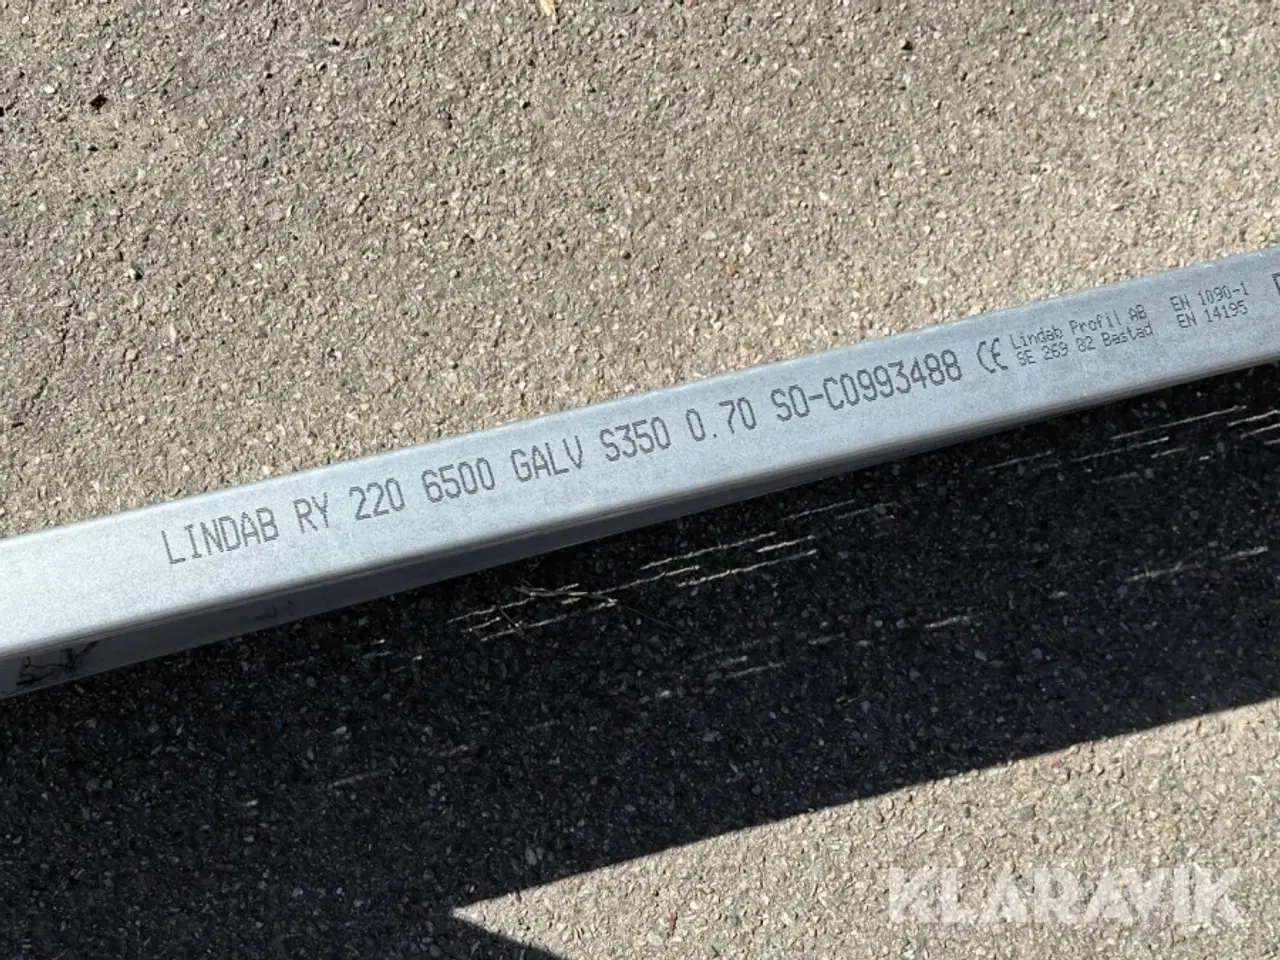 LINDAB RY 220 6500 GALV S350 0.70 SO-C0993488 CE
Lindab Profil AB
SE 269 82 Bastad
EN 1090-1
EN 14195
KLARAVIK